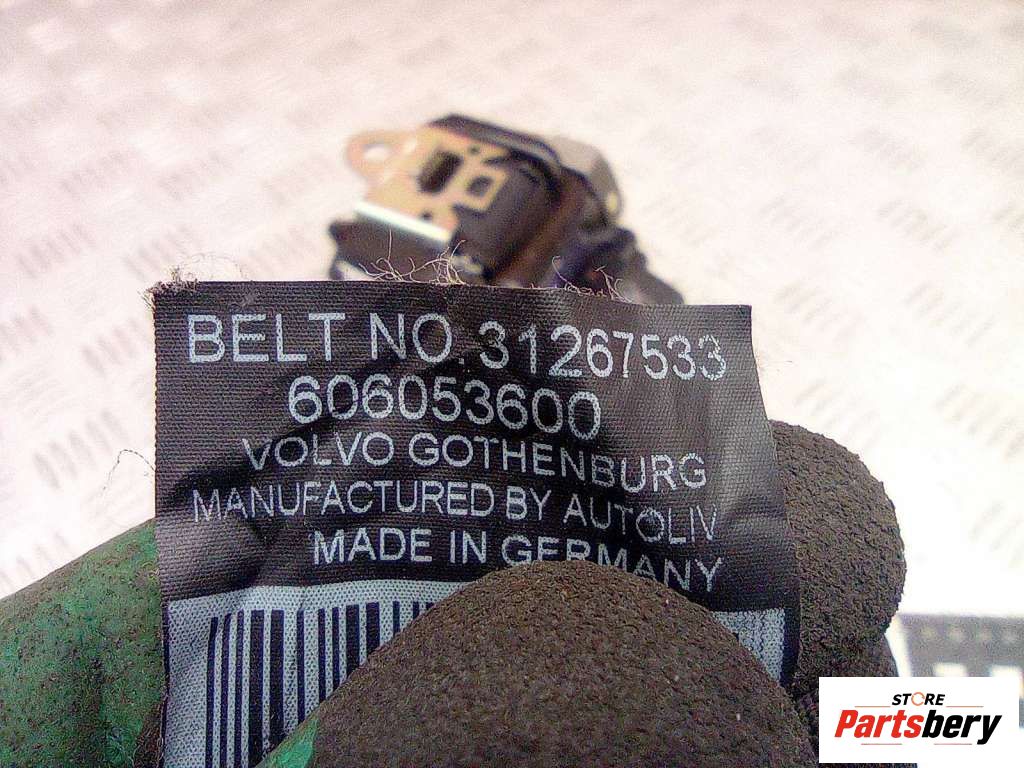 BELT NO. 31267533
606053600
VOLVO GOTHENBURG
MANUFACTURED BY AUTOLIV
MADE IN GERMANY
STORE
Partsbery